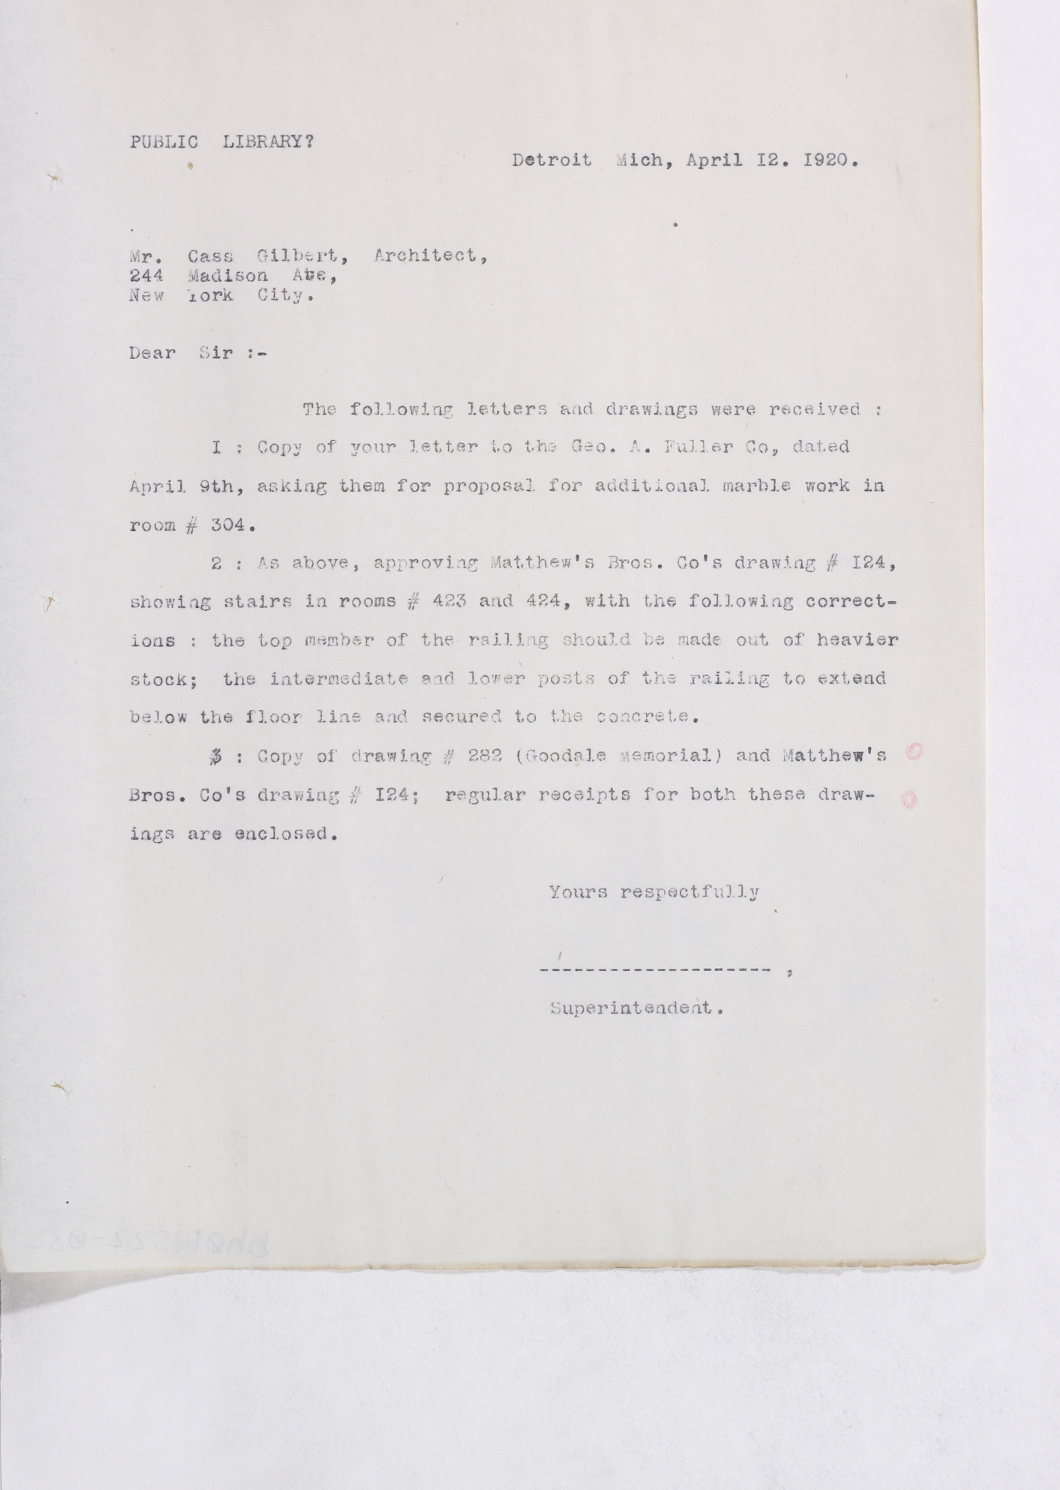 PUBLIC LIBRARY?
Detroit Mich, April I2. I920.
Mr. Cass Gilbert, Architect,
244 Madison Ave,
New York City.
Dear Sir :-
The following letters and drawings were received :
I : Copy of your letter to the Geo. A. Fuller Co, dated
April 9th, asking them for proposal for additional marble work in
room # 304.
2 : As above, approving Matthew's Bros. Co's drawing # I24,
showing stairs in rooms # 423 and 424, with the following correct-
ions : the top member of the railing should be made out of heavier
stock; the intermediate and lower posts of the railing to extend
below the floor line and secured to the concrete.
3 : Copy of drawing # 282 (Goodale Memorial) and Matthew's
Bros. Co's drawing # I24; regular receipts for both these draw-
ings are enclosed.
Yours respectfully
-------------------- ,
Superintendent.